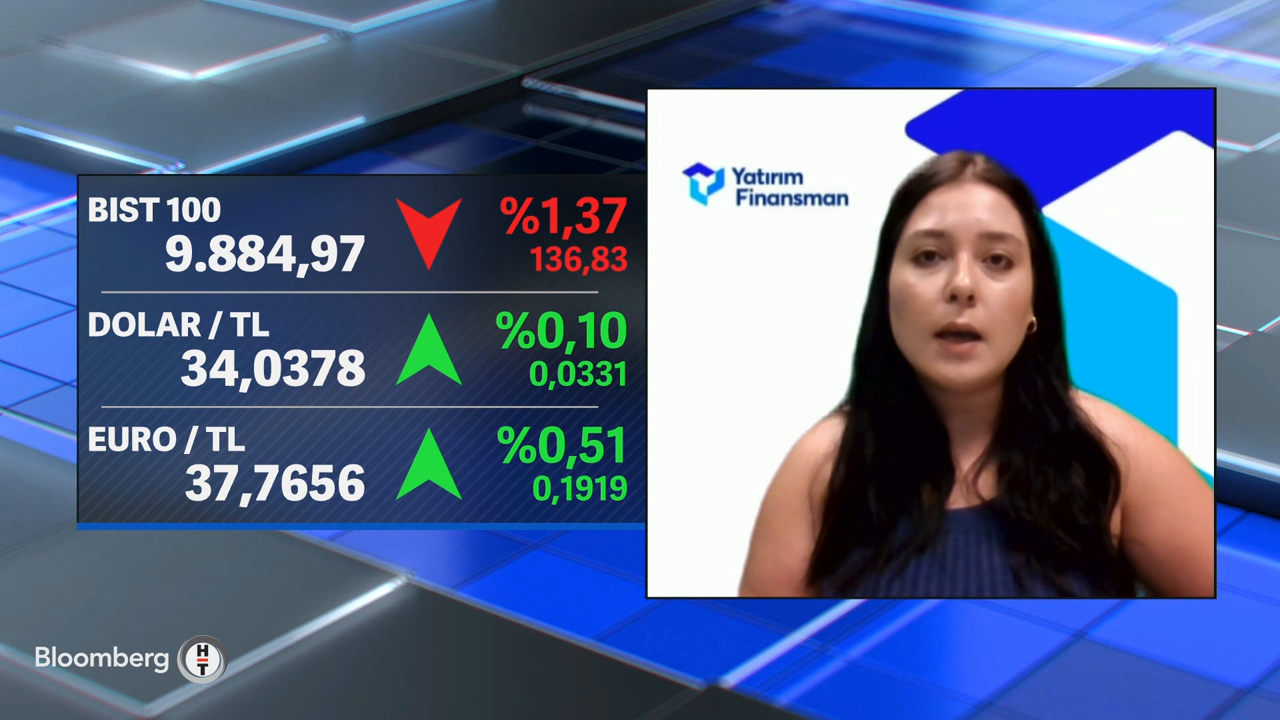 BIST 100
9.884,97
%1,37
136,83
DOLAR / TL
34,0378
%0,10
0,0331
EURO / TL
37,7656
%0,51
0,1919
Yatırım
Finansman
Bloomberg HT